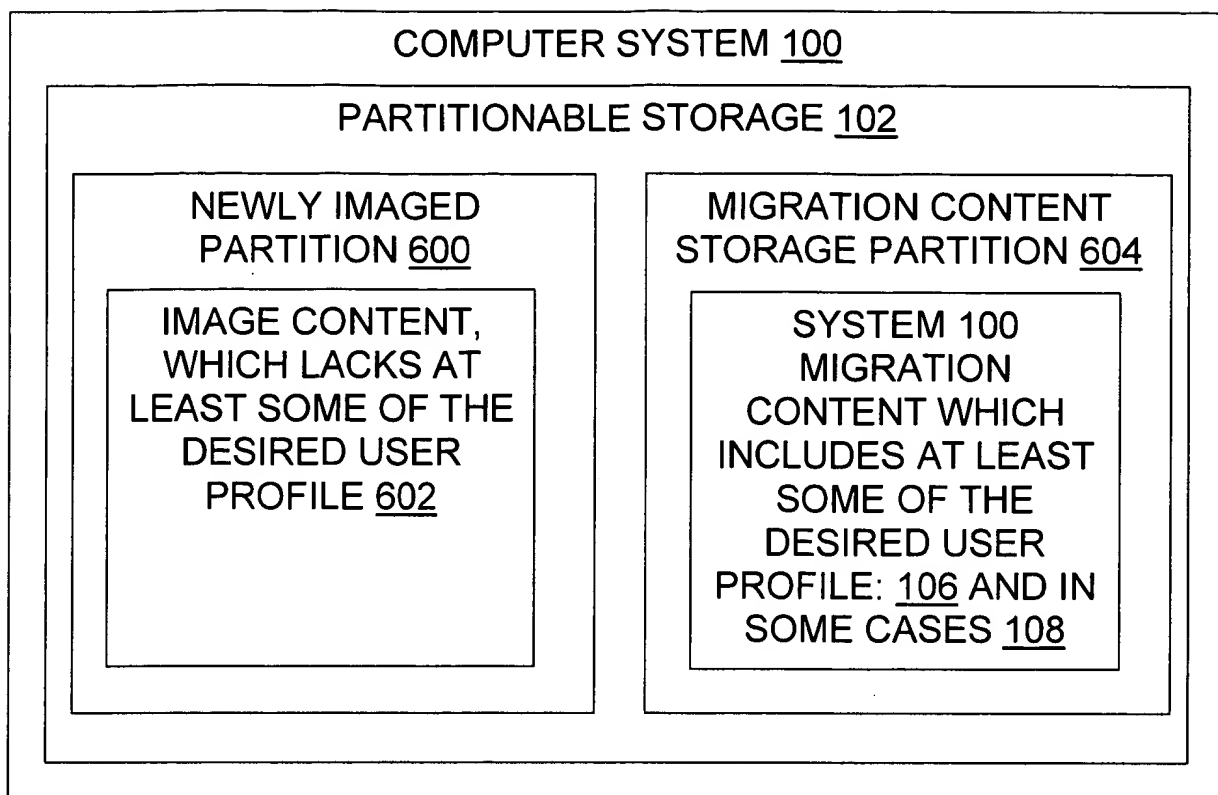 COMPUTER SYSTEM 100
PARTITIONABLE STORAGE 102
NEWLY IMAGED
PARTITION 600
IMAGE CONTENT,
WHICH LACKS AT
LEAST SOME OF THE
DESIRED USER
PROFILE 602
MIGRATION CONTENT
STORAGE PARTITION 604
SYSTEM 100
MIGRATION
CONTENT WHICH
INCLUDES AT LEAST
SOME OF THE
DESIRED USER
PROFILE: 106 AND IN
SOME CASES 108